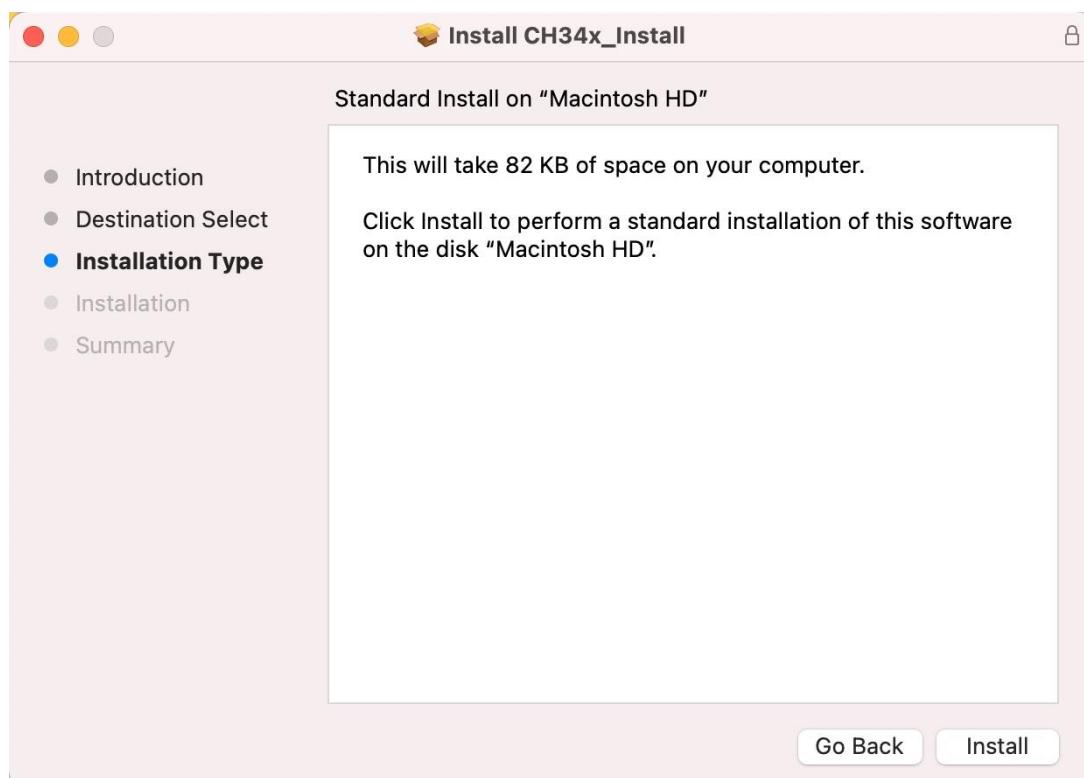 Install CH34x_Install
Standard Install on “Macintosh HD”
Introduction
Destination Select
Installation Type
Installation
Summary
This will take 82 KB of space on your computer.
Click Install to perform a standard installation of this software
on the disk “Macintosh HD”.
Go Back
Install